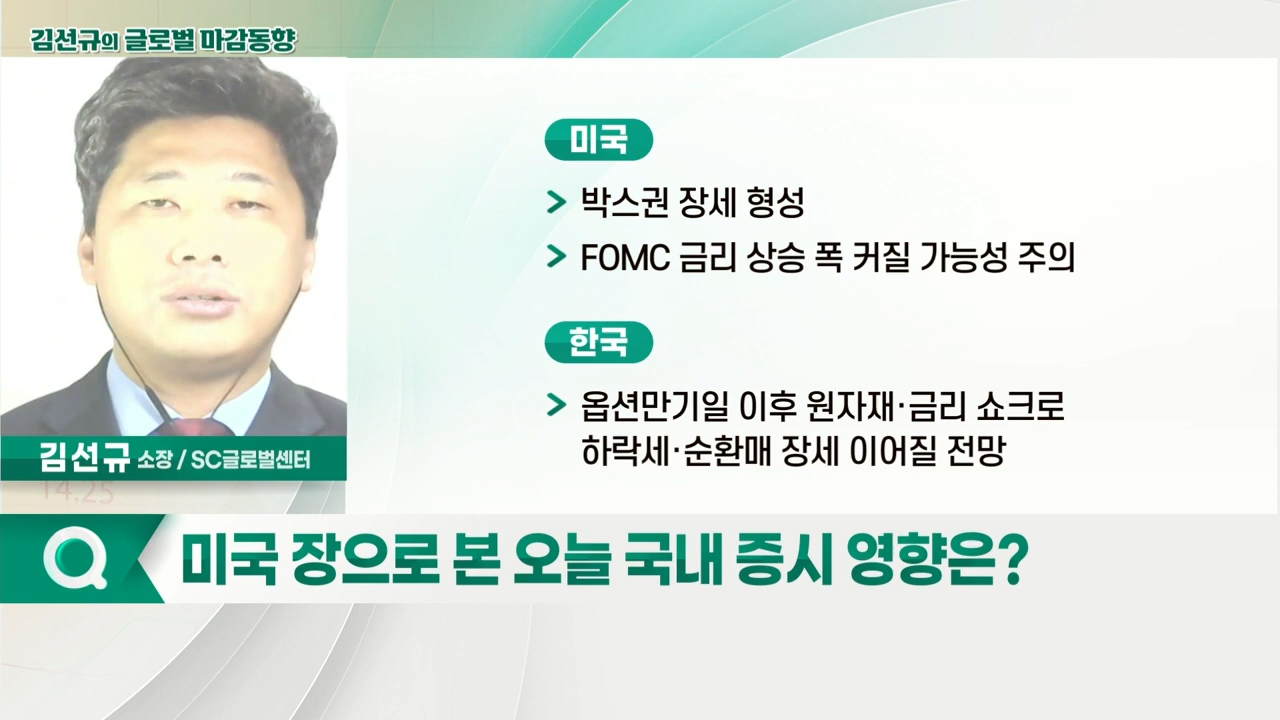 김선규의 글로벌 마감동향
미국
박스권 장세 형성
FOMC 금리 상승 폭 커질 가능성 주의
한국
옵션만기일 이후 원자재·금리 쇼크로
하락세·순환매 장세 이어질 전망
김선규 소장 / SC글로벌센터
14.25
Q 미국 장으로 본 오늘 국내 증시 영향은?